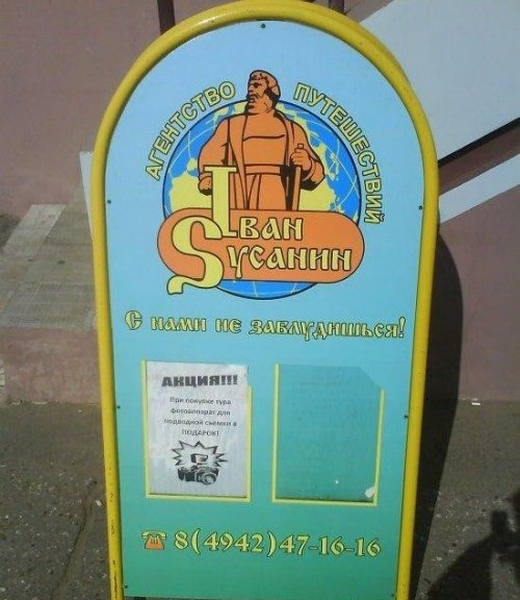 АГЕНТСТВО ПУТЕШЕСТВИЙ
Iван
Sусанин
С нами не заблудишься!
АКЦИЯ!!!
При покупке тура
фотоаппарат для
подводной съемки в
ПОДАРОК!
8(4942)47-16-16